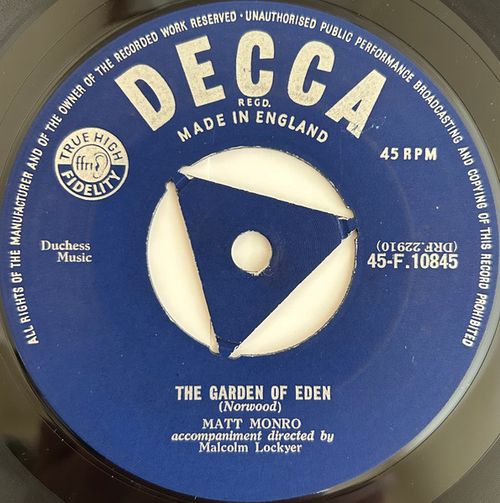 ALL RIGHTS OF THE MANUFACTURER AND OF THE OWNER OF THE RECORDED WORK RESERVED · UNAUTHORISED PUBLIC PERFORMANCE BROADCASTING AND COPYING OF THIS RECORD PROHIBITED
DECCA
REGD.
MADE IN ENGLAND
TRUE HIGH
ffrr
FIDELITY
45 RPM
Duchess
Music
(DRF.22910)
45-F.10845
THE GARDEN OF EDEN
(Norwood)
MATT MONRO
accompaniment directed by
Malcolm Lockyer